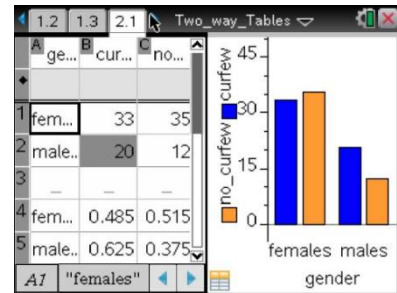 1.2 1.3 2.1 Two_way_Tables
A ge... B cur... C no...
1 fem... 33 35
2 male.. 20 12
3 _ _ _
4 fem... 0.485 0.515
5 male.. 0.625 0.375
A1 "females"
no_curfew curfew
45
30
15
0
females males
gender